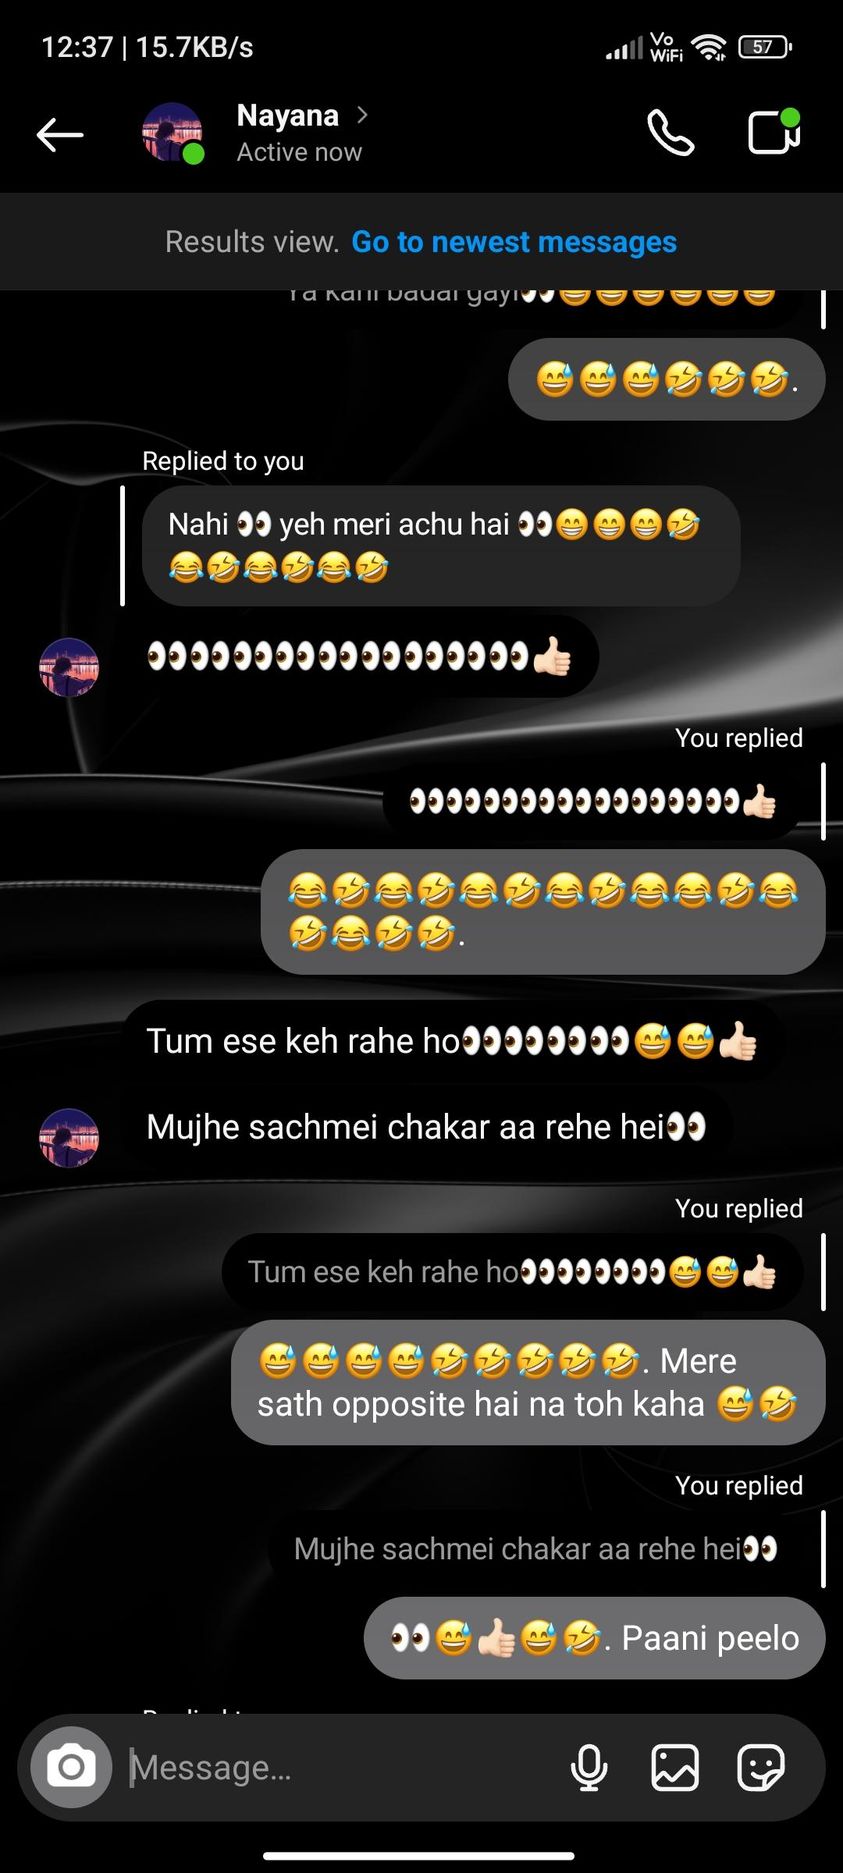 12:37 | 15.7KB/s
Vo
WiFi
57
Nayana
Active now
Results view. Go to newest messages
Ya kahi badal gayi👀😄😄😄😄😄😄
😅😅😅🤣🤣🤣.
Replied to you
Nahi 👀 yeh meri achu hai 👀😁😁😁🤣
😂🤣😂🤣😂🤣
👀👀👀👀👀👀👀👀👀👍🏻
You replied
👀👀👀👀👀👀👀👀👀👍🏻
😂🤣😂🤣😂🤣😂🤣😂😂🤣😂
🤣😂🤣🤣.
Tum ese keh rahe ho👀👀👀👀😅😅👍🏻
Mujhe sachmei chakar aa rehe hei👀
You replied
Tum ese keh rahe ho👀👀👀👀😅😅👍🏻
😅😅😅😅🤣🤣🤣🤣🤣. Mere
sath opposite hai na toh kaha 😅🤣
You replied
Mujhe sachmei chakar aa rehe hei👀
👀😅👍🏻😅🤣. Paani peelo
Message...